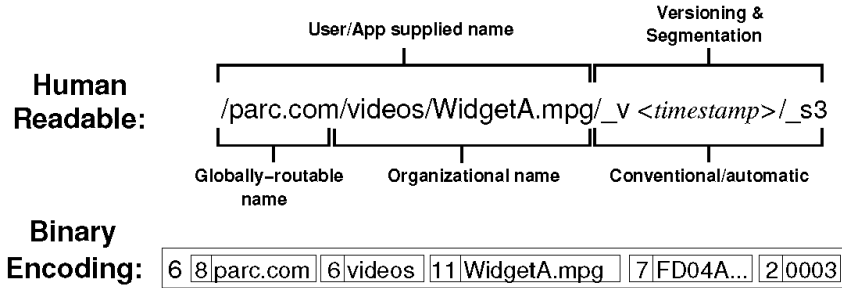 User/App supplied name
Versioning &
Segmentation
Human
Readable:
/parc.com/videos/WidgetA.mpg/_v <timestamp>/_s3
Globally-routable
name
Organizational name
Conventional/automatic
Binary
Encoding:
6 8 parc.com 6 videos 11 WidgetA.mpg 7 FD04A... 2 0003